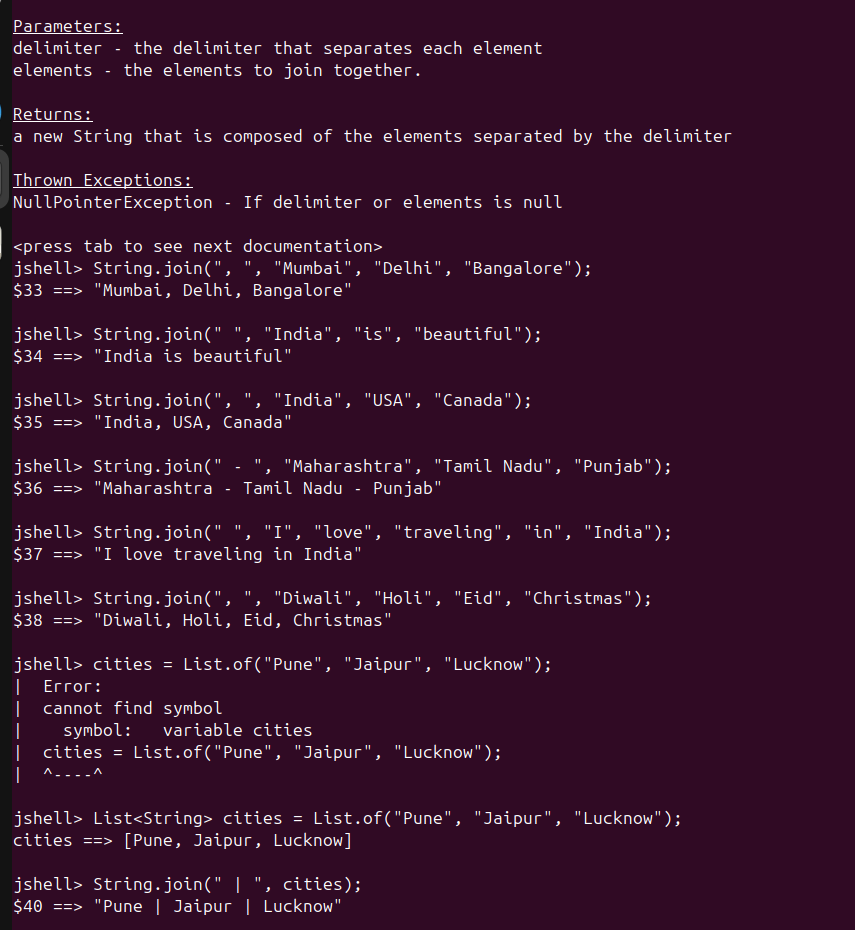 Parameters:
delimiter - the delimiter that separates each element
elements - the elements to join together.
Returns:
a new String that is composed of the elements separated by the delimiter
Thrown Exceptions:
NullPointerException - If delimiter or elements is null
<press tab to see next documentation>
jshell> String.join(", ", "Mumbai", "Delhi", "Bangalore");
$33 ==> "Mumbai, Delhi, Bangalore"
jshell> String.join(" ", "India", "is", "beautiful");
$34 ==> "India is beautiful"
jshell> String.join(", ", "India", "USA", "Canada");
$35 ==> "India, USA, Canada"
jshell> String.join(" - ", "Maharashtra", "Tamil Nadu", "Punjab");
$36 ==> "Maharashtra - Tamil Nadu - Punjab"
jshell> String.join(" ", "I", "love", "traveling", "in", "India");
$37 ==> "I love traveling in India"
jshell> String.join(", ", "Diwali", "Holi", "Eid", "Christmas");
$38 ==> "Diwali, Holi, Eid, Christmas"
jshell> cities = List.of("Pune", "Jaipur", "Lucknow");
|  Error:
|  cannot find symbol
|    symbol:   variable cities
|  cities = List.of("Pune", "Jaipur", "Lucknow");
|  ^----^
jshell> List<String> cities = List.of("Pune", "Jaipur", "Lucknow");
cities ==> [Pune, Jaipur, Lucknow]
jshell> String.join(" | ", cities);
$40 ==> "Pune | Jaipur | Lucknow"